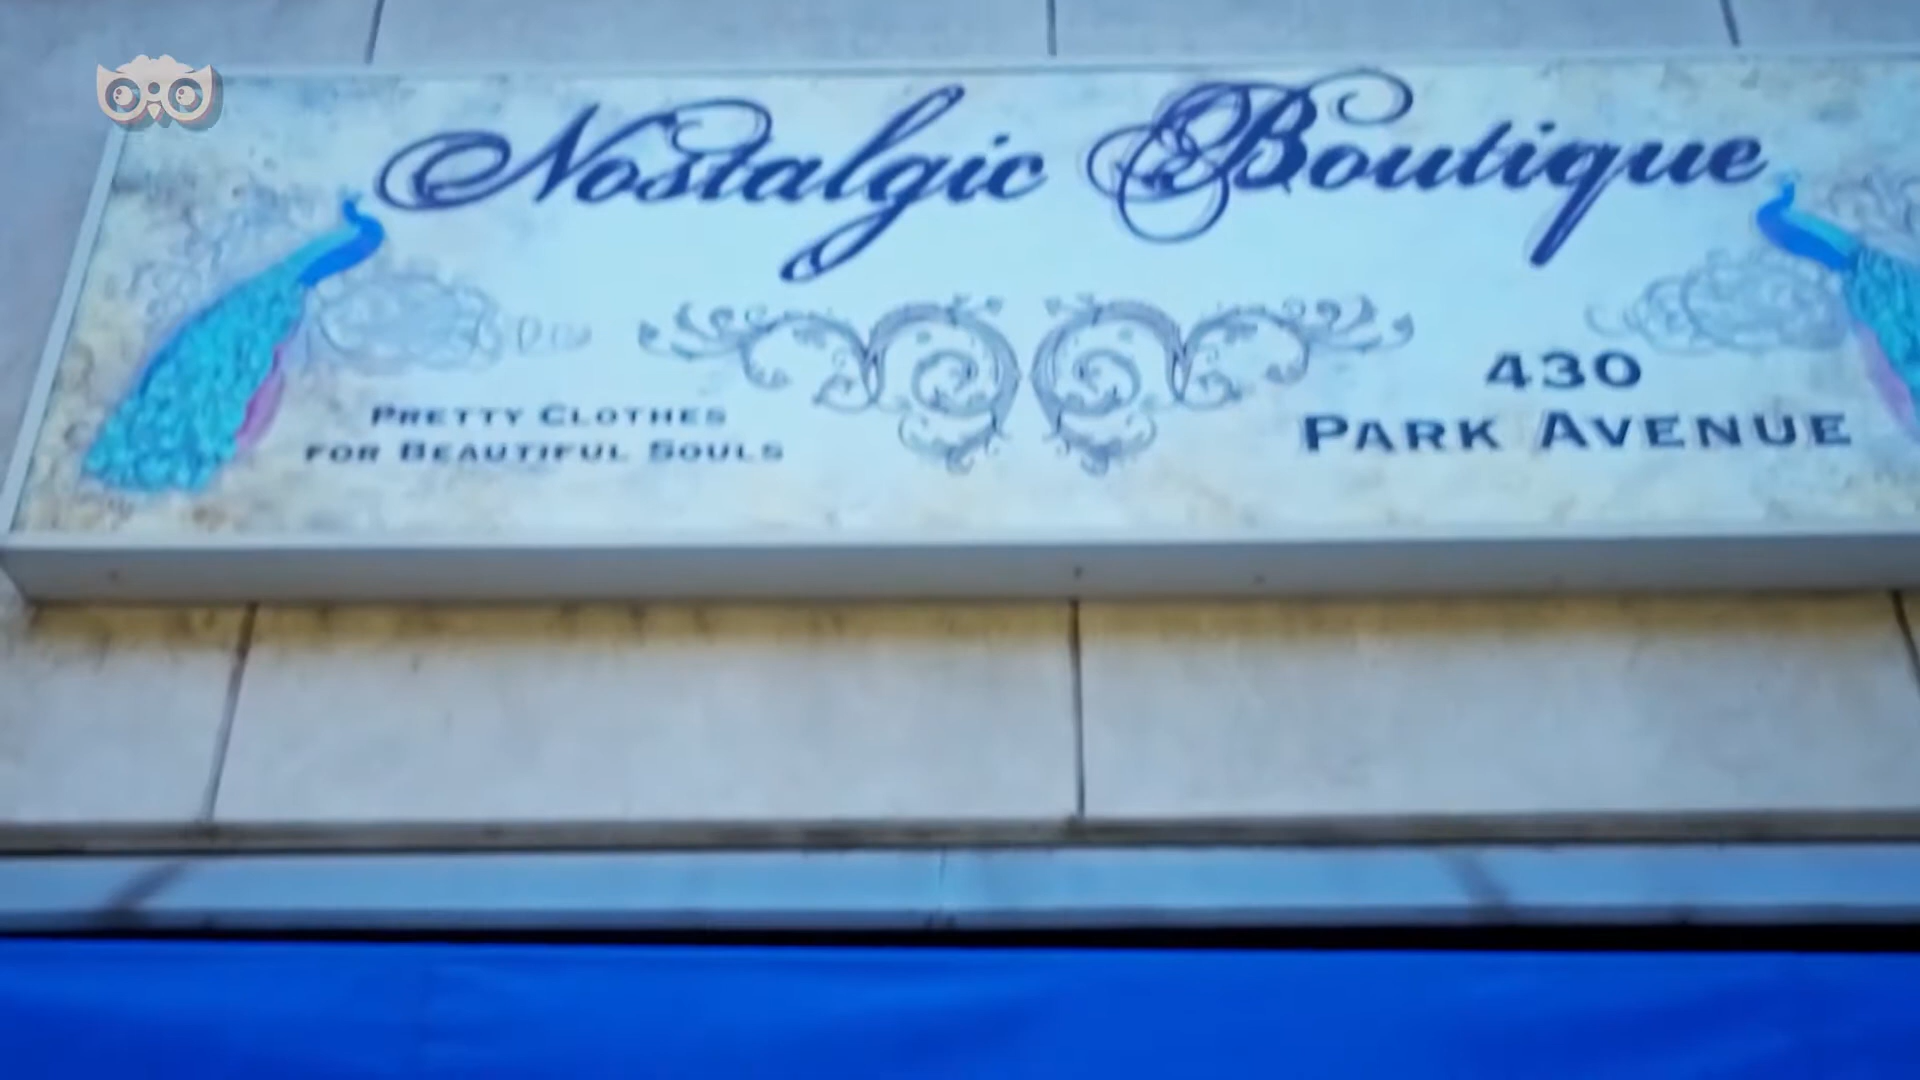 Nostalgic Boutique
PRETTY CLOTHES
FOR BEAUTIFUL SOULS
430
PARK AVENUE